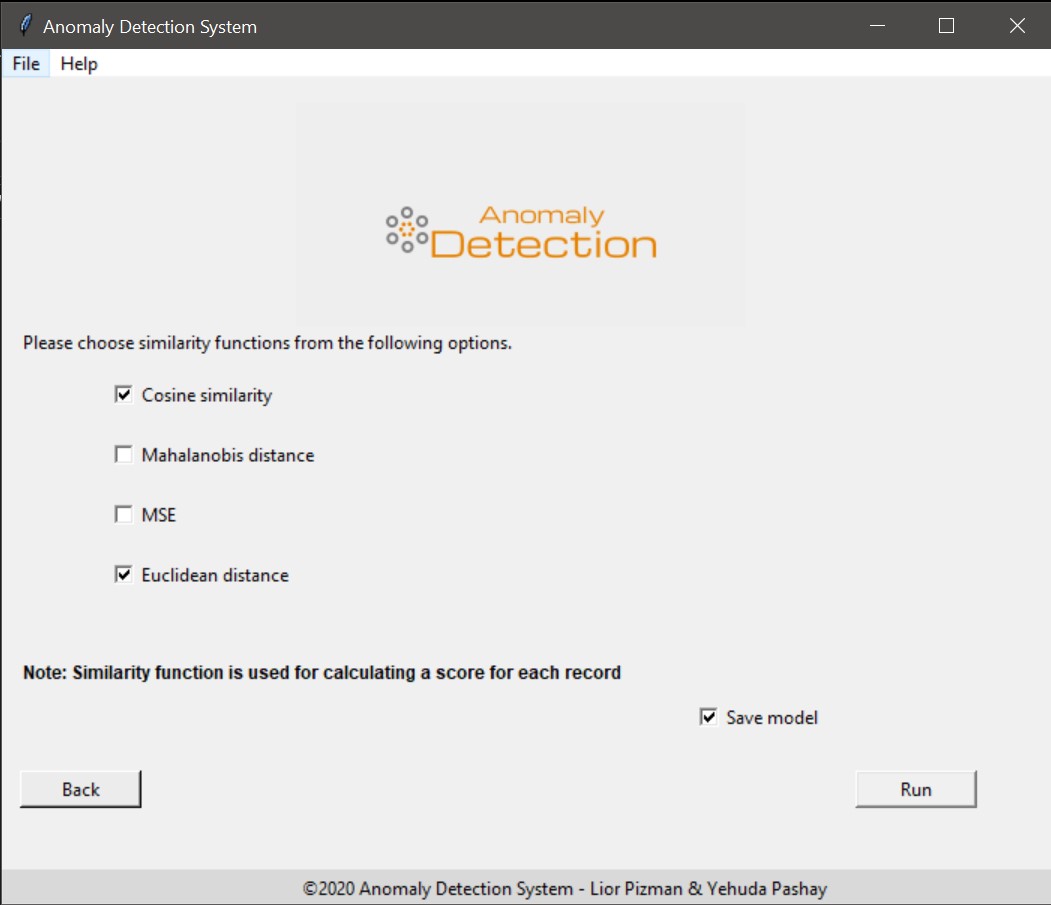 Anomaly Detection System
File Help
Anomaly
Detection
Please choose similarity functions from the following options.
Cosine similarity
Mahalanobis distance
MSE
Euclidean distance
Note: Similarity function is used for calculating a score for each record
Save model
Back Run
©2020 Anomaly Detection System - Lior Pizman & Yehuda Pashay